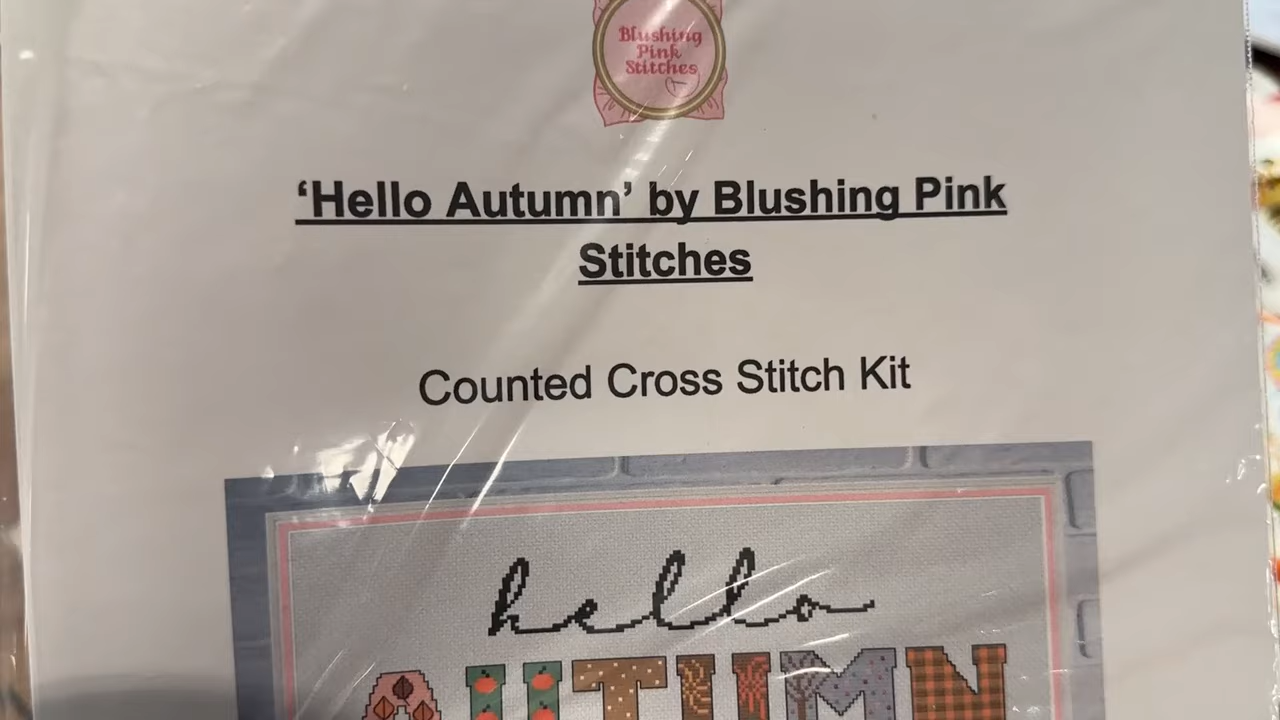 Blushing
Pink
Stitches
‘Hello Autumn’ by Blushing Pink
Stitches
Counted Cross Stitch Kit
hello
AUTUMN